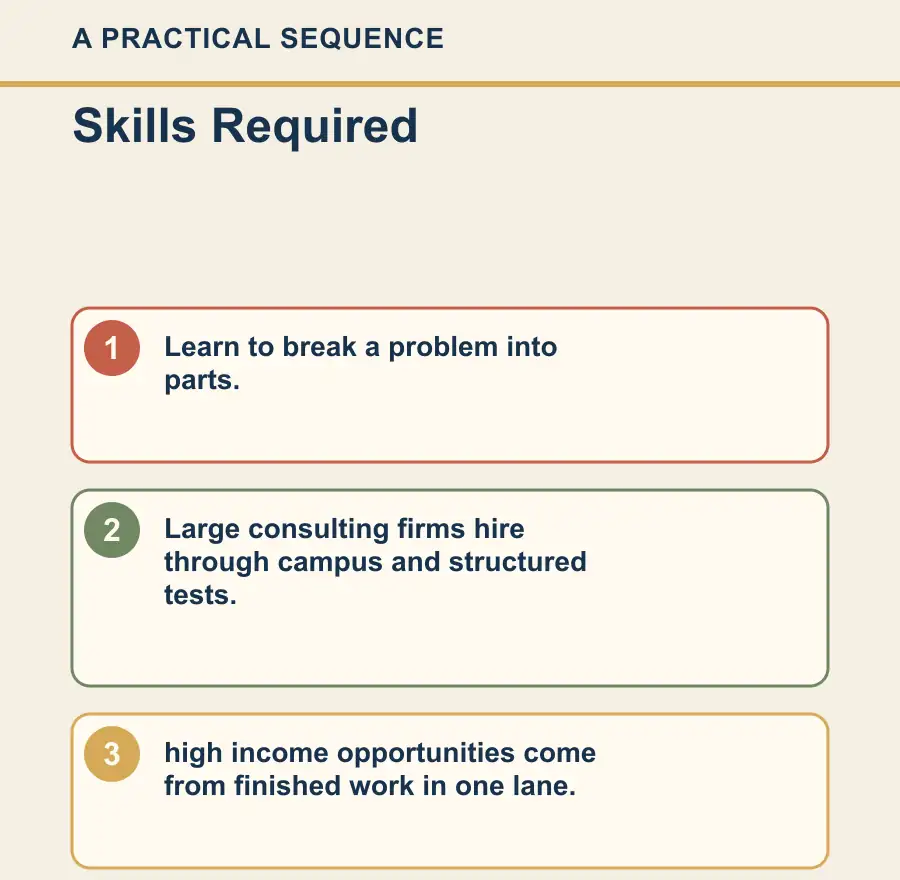 A PRACTICAL SEQUENCE
Skills Required
1
Learn to break a problem into
parts.
2
Large consulting firms hire
through campus and structured
tests.
3
high income opportunities come
from finished work in one lane.